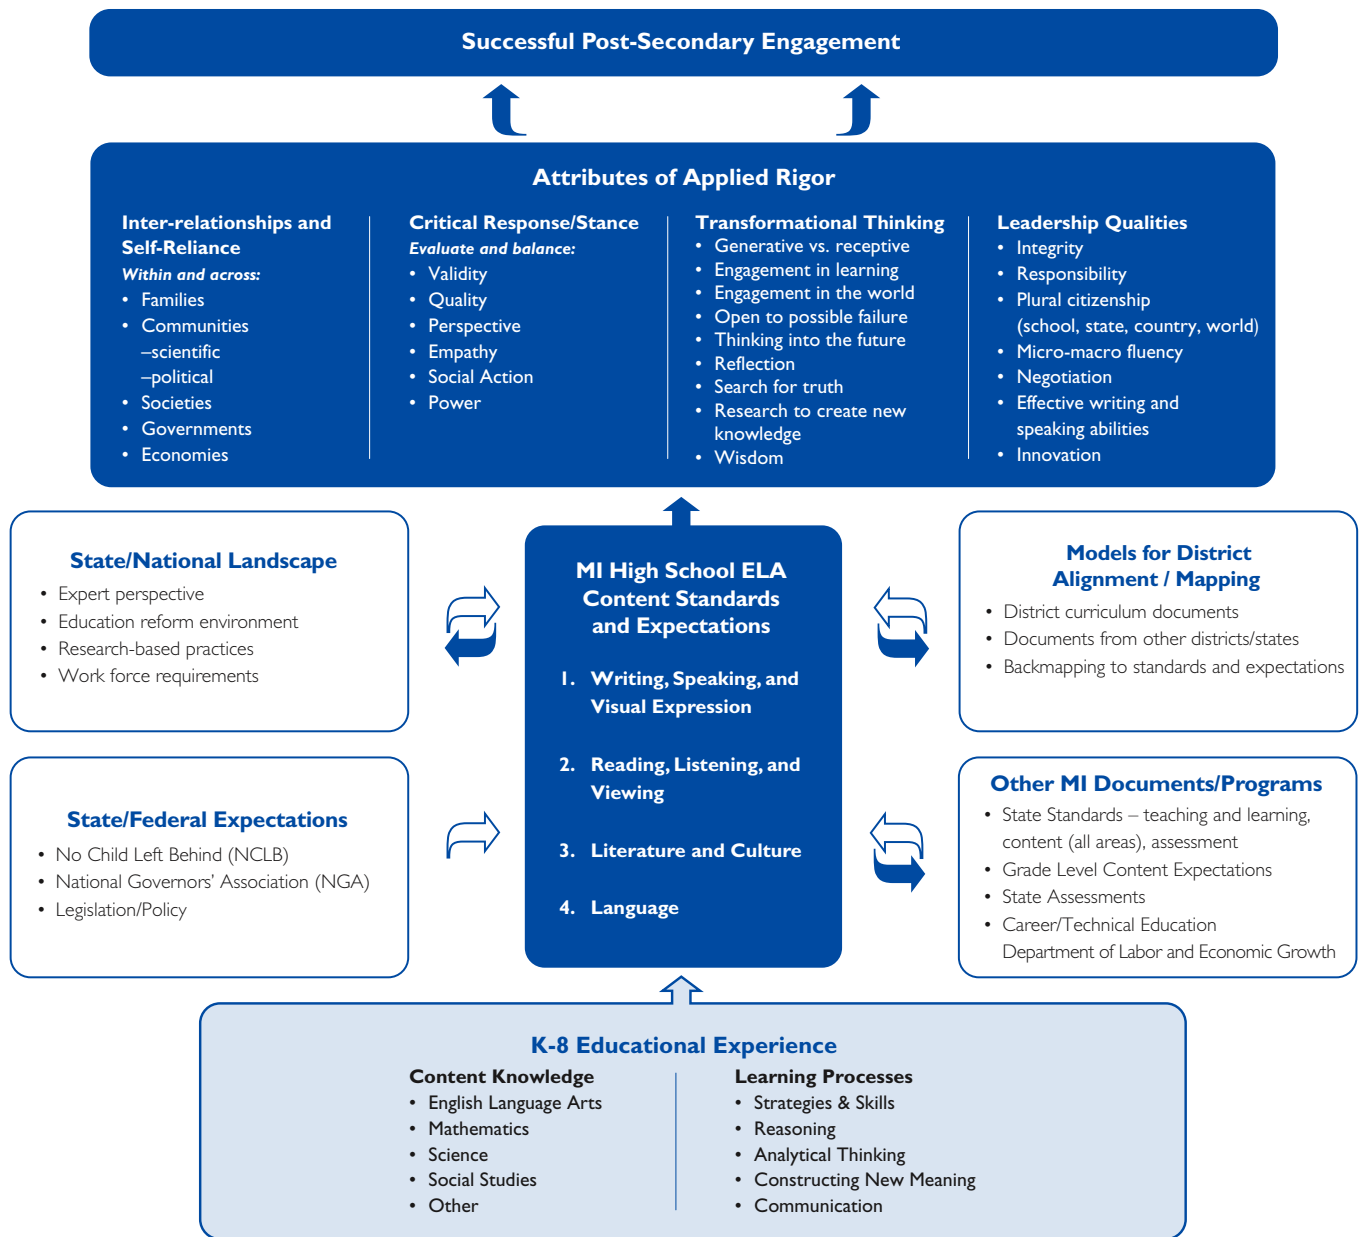 Successful Post-Secondary Engagement
Attributes of Applied Rigor
Inter-relationships and
Self-Reliance
Within and across:
• Families
• Communities
–scientific
–political
• Societies
• Governments
• Economies
Critical Response/Stance
Evaluate and balance:
• Validity
• Quality
• Perspective
• Empathy
• Social Action
• Power
Transformational Thinking
• Generative vs. receptive
• Engagement in learning
• Engagement in the world
• Open to possible failure
• Thinking into the future
• Reflection
• Search for truth
• Research to create new
knowledge
• Wisdom
Leadership Qualities
• Integrity
• Responsibility
• Plural citizenship
(school, state, country, world)
• Micro-macro fluency
• Negotiation
• Effective writing and
speaking abilities
• Innovation
State/National Landscape
• Expert perspective
• Education reform environment
• Research-based practices
• Work force requirements
State/Federal Expectations
• No Child Left Behind (NCLB)
• National Governors’ Association (NGA)
• Legislation/Policy
MI High School ELA
Content Standards
and Expectations
1. Writing, Speaking, and
Visual Expression
2. Reading, Listening, and
Viewing
3. Literature and Culture
4. Language
Models for District
Alignment / Mapping
• District curriculum documents
• Documents from other districts/states
• Backmapping to standards and expectations
Other MI Documents/Programs
• State Standards – teaching and learning,
content (all areas), assessment
• Grade Level Content Expectations
• State Assessments
• Career/Technical Education
Department of Labor and Economic Growth
K-8 Educational Experience
Content Knowledge
• English Language Arts
• Mathematics
• Science
• Social Studies
• Other
Learning Processes
• Strategies & Skills
• Reasoning
• Analytical Thinking
• Constructing New Meaning
• Communication